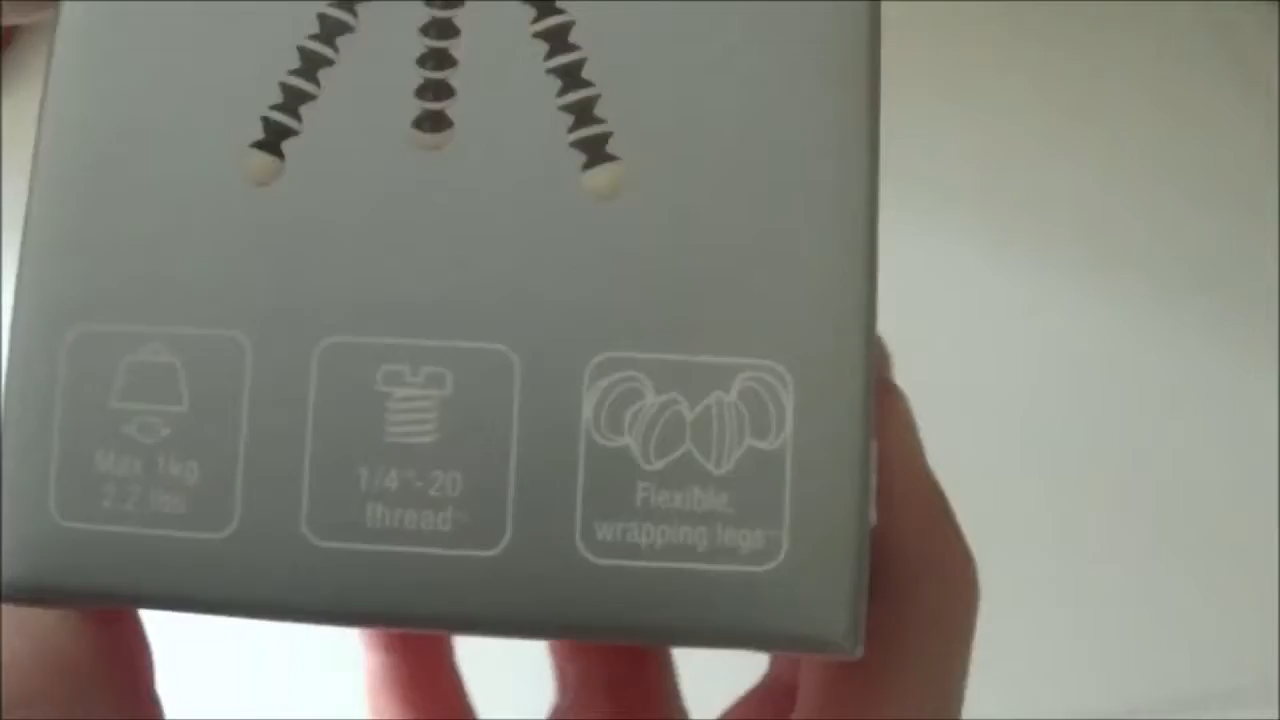 Max 1kg
2.2 lbs
1/4"-20
thread
Flexible,
wrapping legs